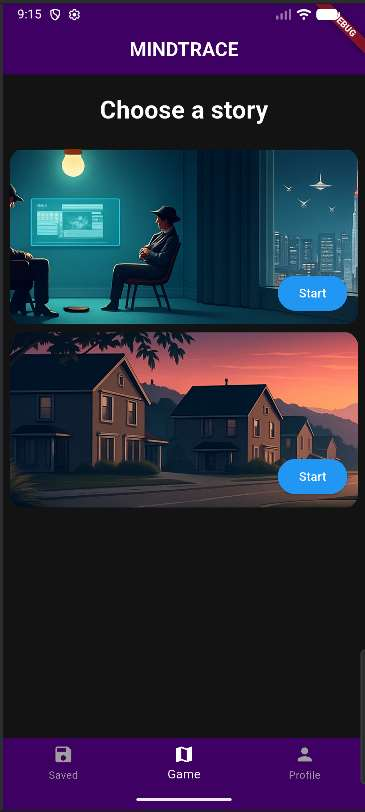 9:15
DEBUG
MINDTRACE
Choose a story
Start
Start
Saved
Game
Profile